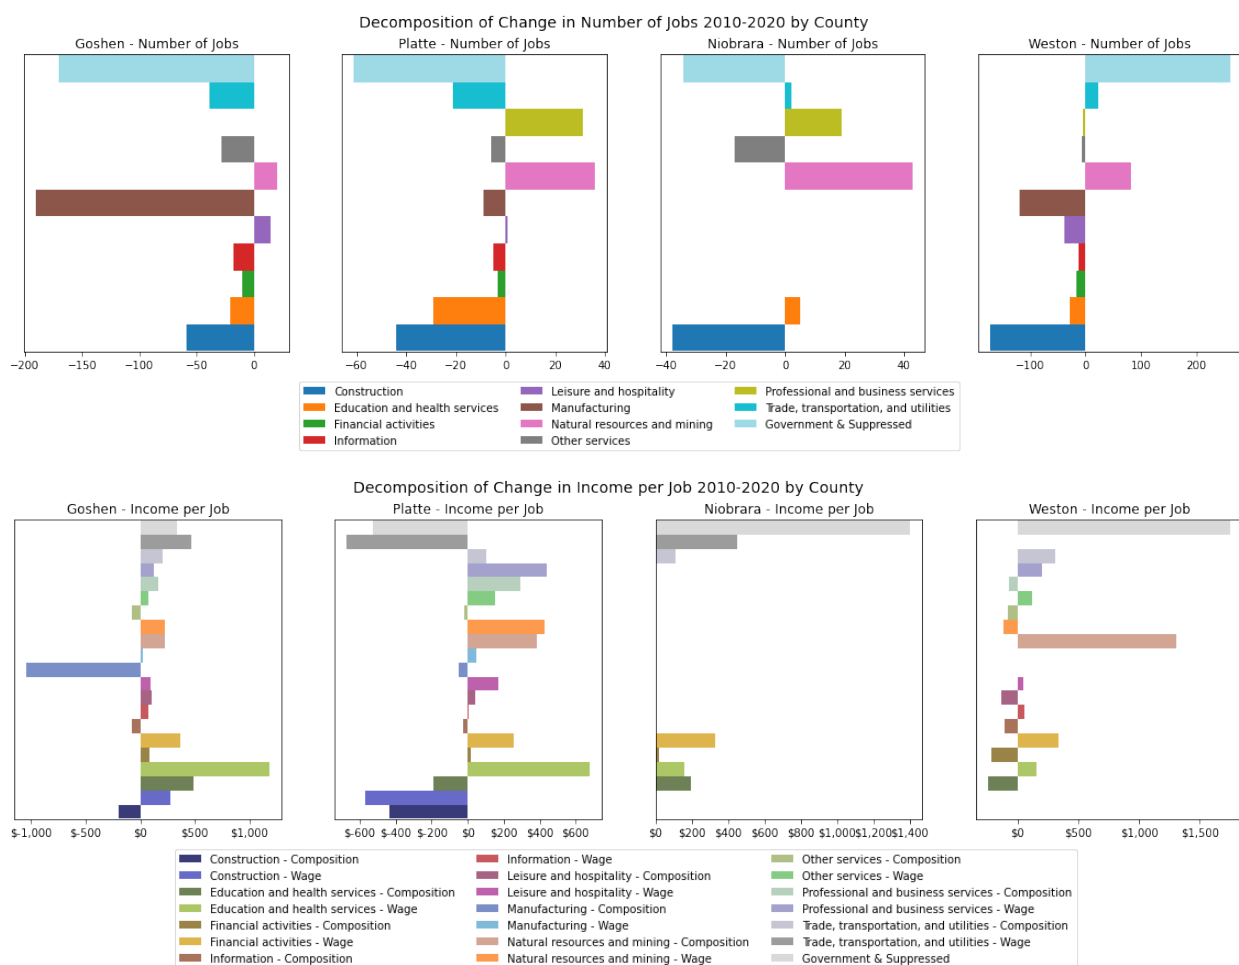 Decomposition of Change in Number of Jobs 2010-2020 by County
Goshen - Number of Jobs
Platte - Number of Jobs
Niobrara - Number of Jobs
Weston - Number of Jobs
−200 −150 −100 −50 0
−60 −40 −20 0 20 40
−40 −20 0 20 40
−100 0 100 200
Construction
Education and health services
Financial activities
Information
Leisure and hospitality
Manufacturing
Natural resources and mining
Other services
Professional and business services
Trade, transportation, and utilities
Government & Suppressed
Decomposition of Change in Income per Job 2010-2020 by County
Goshen - Income per Job
Platte - Income per Job
Niobrara - Income per Job
Weston - Income per Job
$-1,000 $-500 $0 $500 $1,000
$-600 $-400 $-200 $0 $200 $400 $600
$0 $200 $400 $600 $800 $1,000 $1,200 $1,400
$0 $500 $1,000 $1,500
Construction - Composition
Construction - Wage
Education and health services - Composition
Education and health services - Wage
Financial activities - Composition
Financial activities - Wage
Information - Composition
Information - Wage
Leisure and hospitality - Composition
Leisure and hospitality - Wage
Manufacturing - Composition
Manufacturing - Wage
Natural resources and mining - Composition
Natural resources and mining - Wage
Other services - Composition
Other services - Wage
Professional and business services - Composition
Professional and business services - Wage
Trade, transportation, and utilities - Composition
Trade, transportation, and utilities - Wage
Government & Suppressed